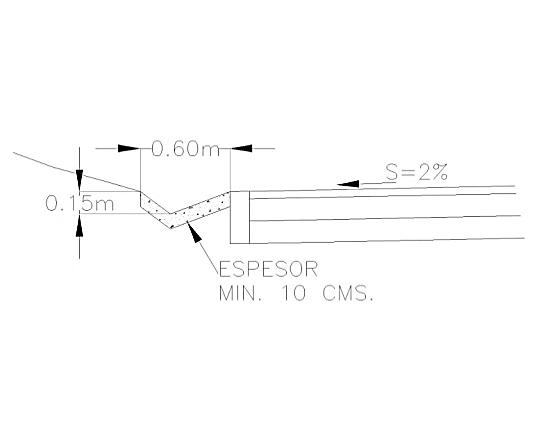 0.60m
S=2%
0.15m
ESPESOR
MIN. 10 CMS.